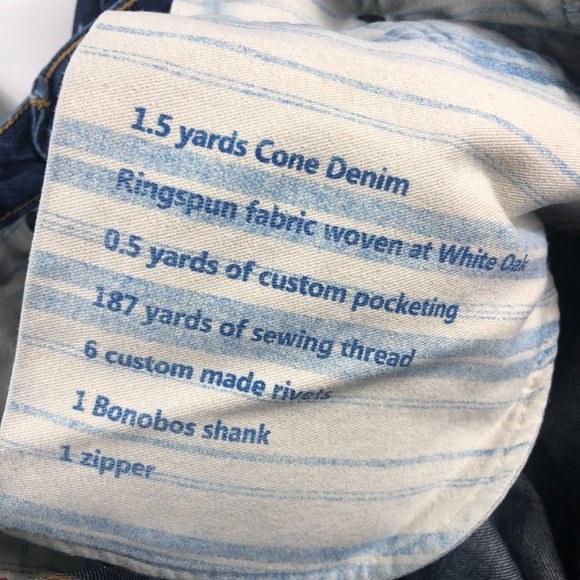 1.5 yards Cone Denim
Ringspun fabric woven at White Oak
0.5 yards of custom pocketing
187 yards of sewing thread
6 custom made rivets
1 Bonobos shank
1 zipper